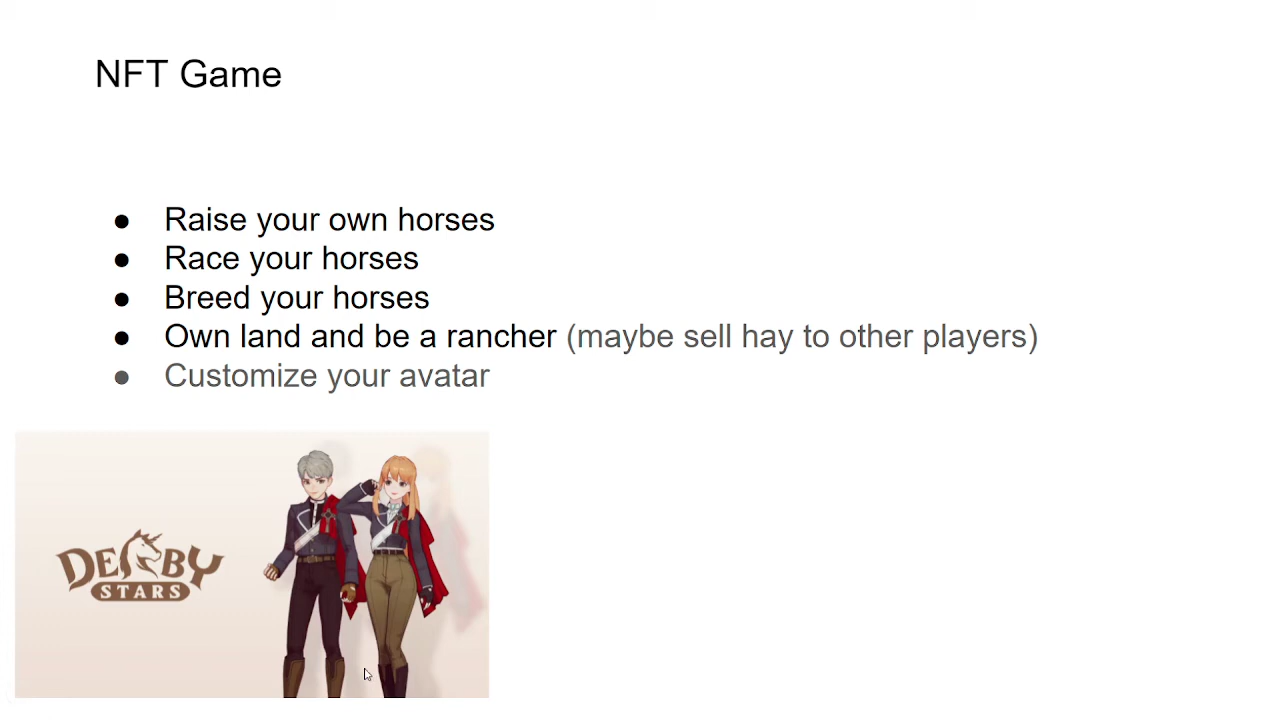 NFT Game
● Raise your own horses
● Race your horses
● Breed your horses
● Own land and be a rancher (maybe sell hay to other players)
● Customize your avatar
DERBY
STARS